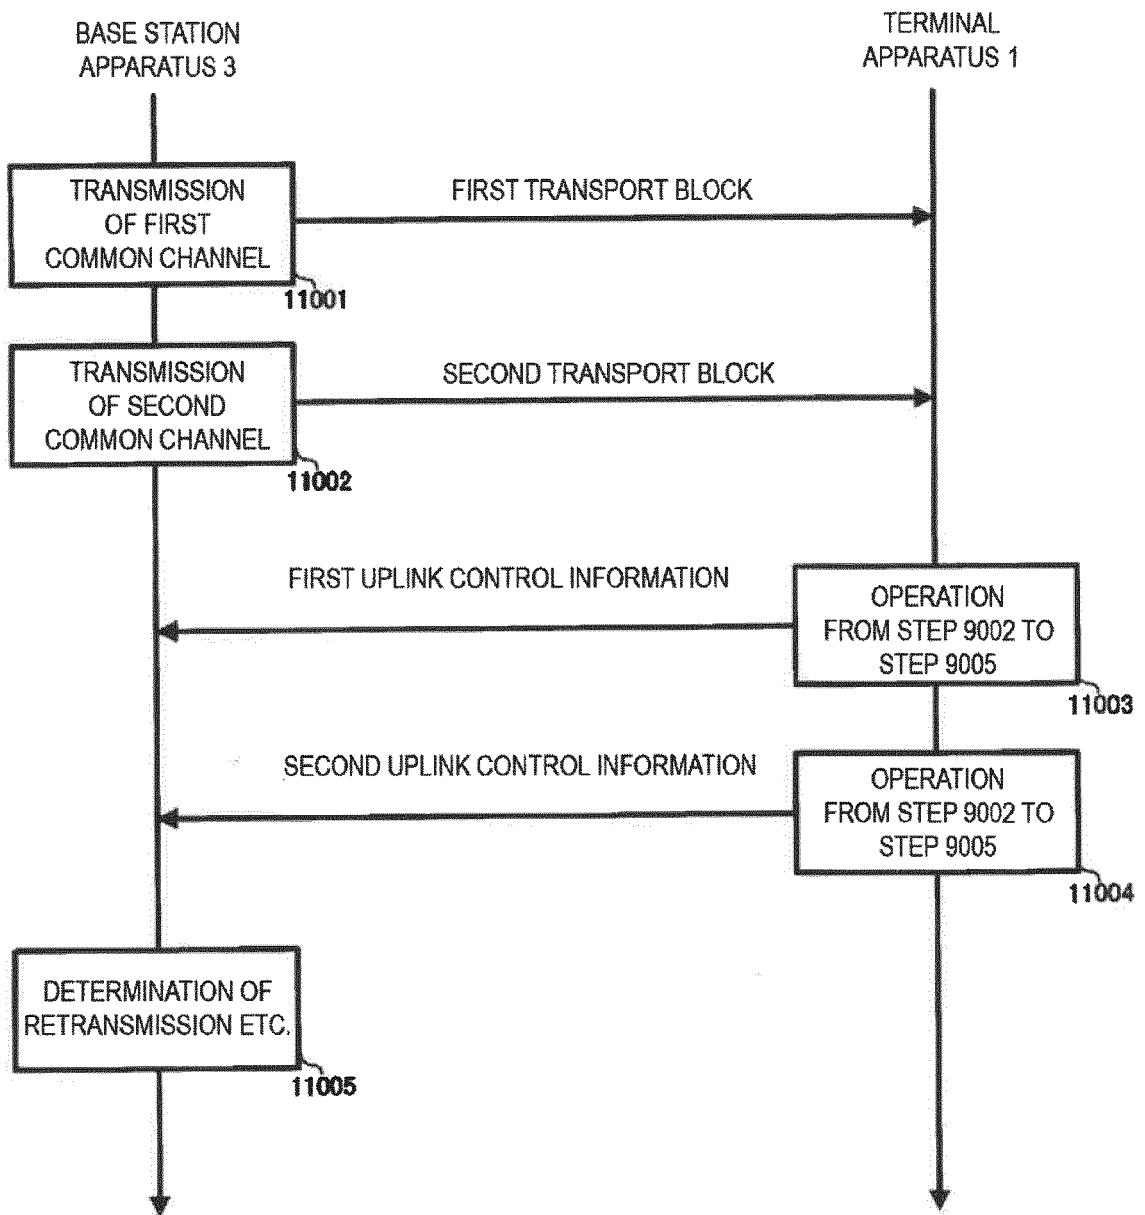 BASE STATION
APPARATUS 3
TERMINAL
APPARATUS 1
TRANSMISSION
OF FIRST
COMMON CHANNEL
11001
FIRST TRANSPORT BLOCK
TRANSMISSION
OF SECOND
COMMON CHANNEL
11002
SECOND TRANSPORT BLOCK
FIRST UPLINK CONTROL INFORMATION
OPERATION
FROM STEP 9002 TO
STEP 9005
11003
SECOND UPLINK CONTROL INFORMATION
OPERATION
FROM STEP 9002 TO
STEP 9005
11004
DETERMINATION OF
RETRANSMISSION ETC.
11005